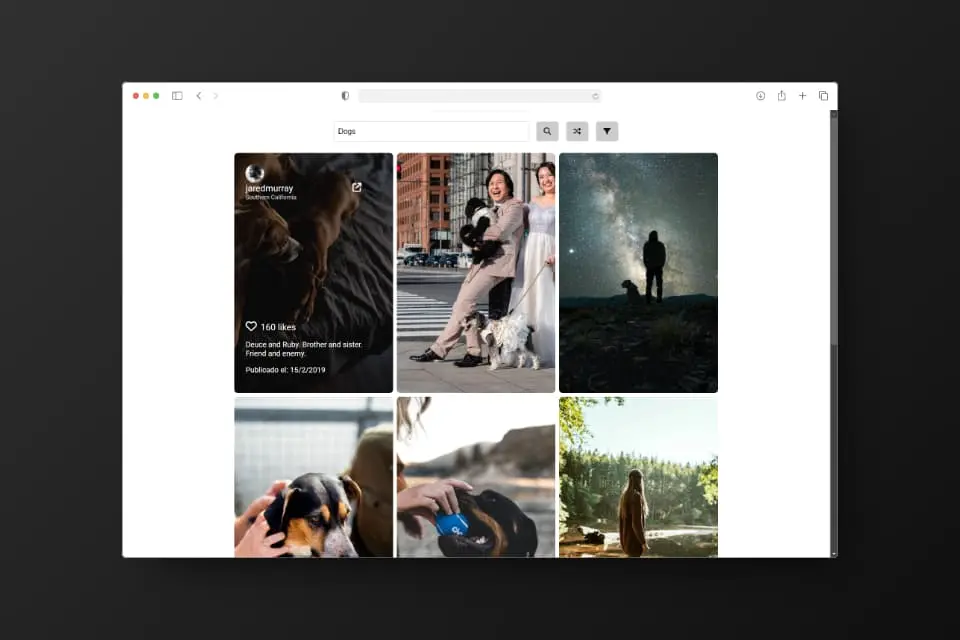 Dogs
jaredmurray
Southern California
160 likes
Deuce and Ruby. Brother and sister.
Friend and enemy.
Publicado el: 15/2/2019